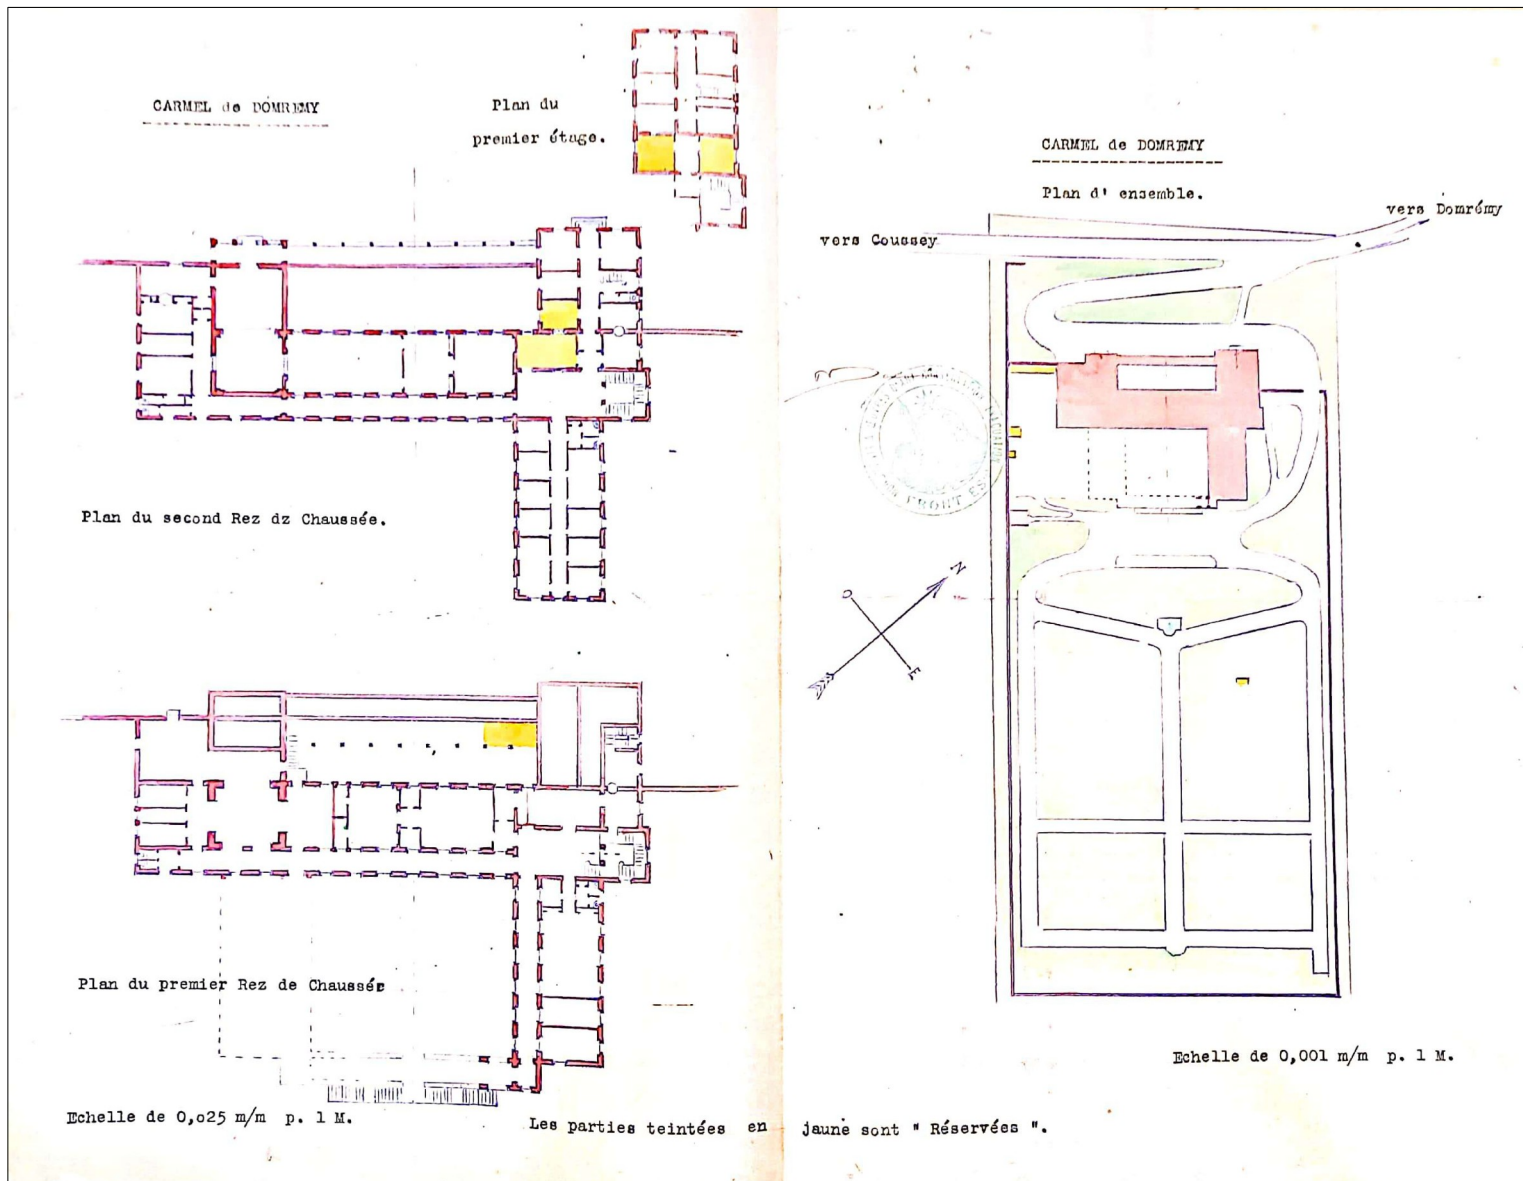 CARMEL de DOMREMY
Plan du
premier étage.
Plan du second Rez dz Chaussée.
Plan du premier Rez de Chaussée
Echelle de 0,025 m/m p. 1 M.
Les parties teintées en jaune sont " Réservées ".
CARMEL de DOMREMY
Plan d' ensemble.
vers Domrémy
vers Coussey
FRONT ES
N
O
E
Echelle de 0,001 m/m p. 1 M.